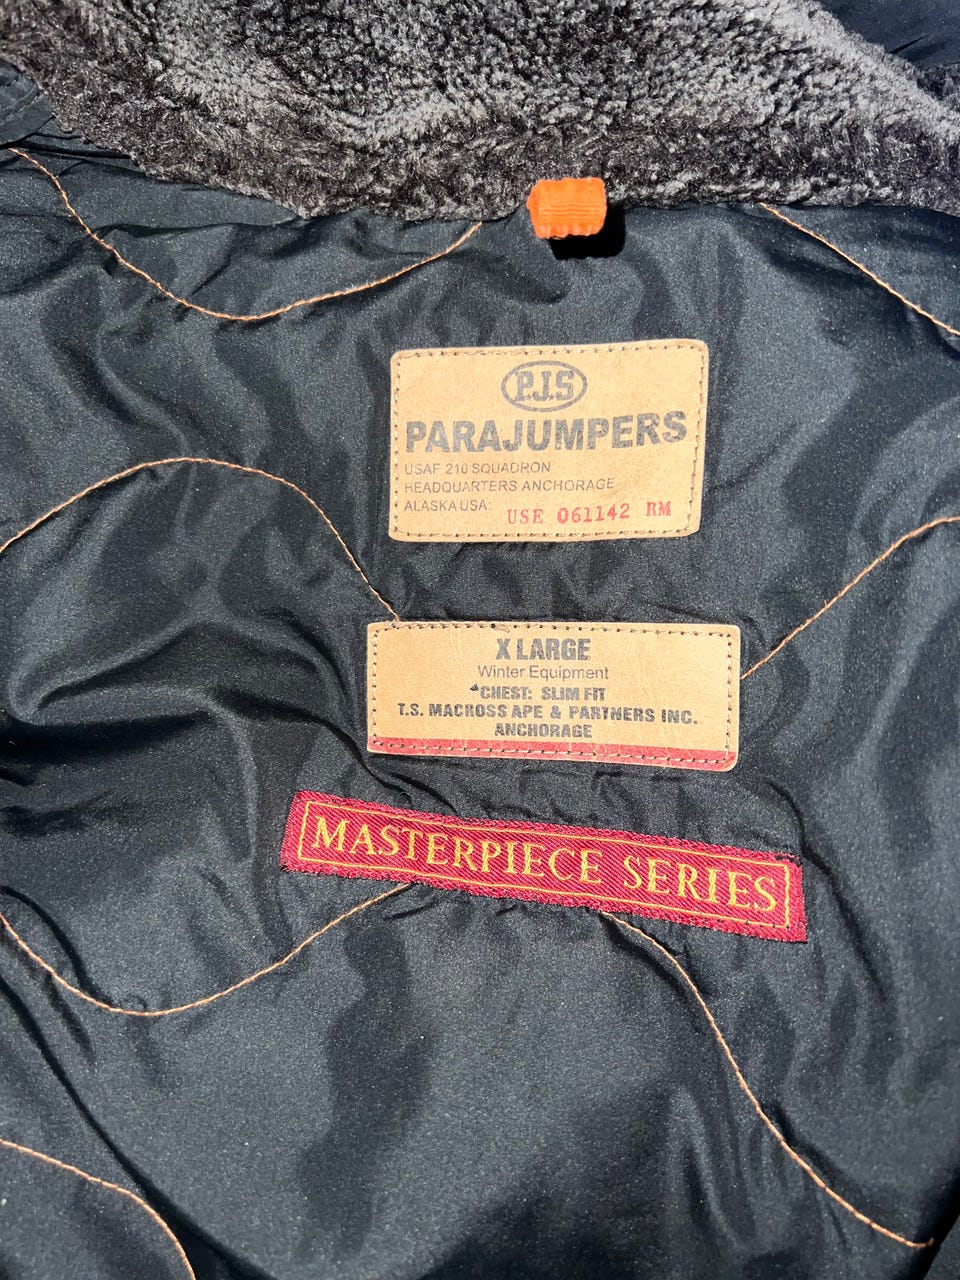 P.J.S
PARAJUMPERS
USAF 210 SQUADRON
HEADQUARTERS ANCHORAGE
ALASKA USA: USE 061142 RM
X LARGE
Winter Equipment
*CHEST: SLIM FIT
T.S. MACROSS APE & PARTNERS INC.
ANCHORAGE
MASTERPIECE SERIES